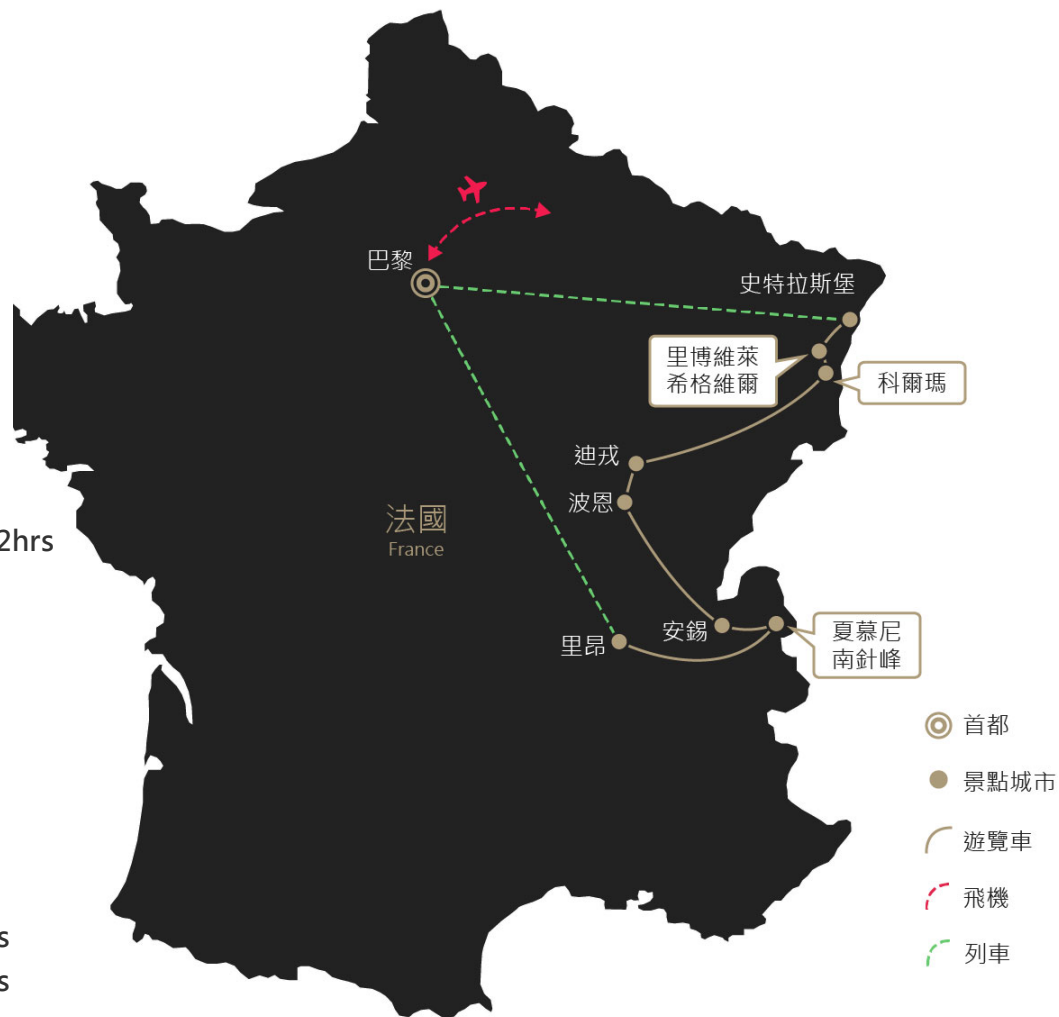 巴黎
史特拉斯堡
里博維萊
希格維爾
科爾瑪
迪戎
波恩
法國
France
2hrs
安錫
里昂
夏慕尼
南針峰
首都
景點城市
遊覽車
飛機
列車
s
s